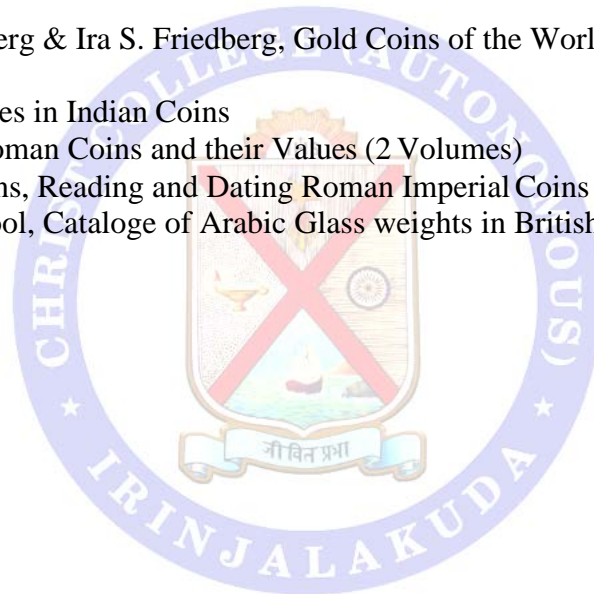 erg & Ira S. Friedberg, Gold Coins of the Worl
es in Indian Coins
oman Coins and their Values (2 Volumes)
ns, Reading and Dating Roman Imperial Coins
ol, Cataloge of Arabic Glass weights in British
CHRIST COLLEGE (AUTONOMOUS)
जीवित प्रभा
IRINJALAKUDA